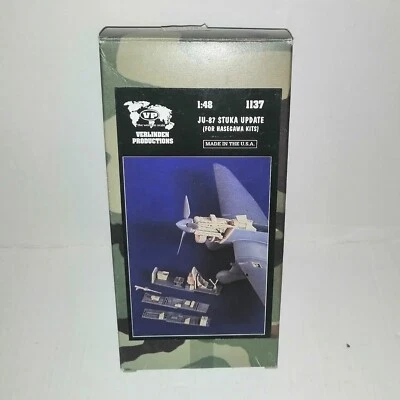 VP
VERLINDEN
PRODUCTIONS
1:48 1137
JU-87 STUKA UPDATE
(FOR HASEGAWA KITS)
MADE IN THE U.S.A.